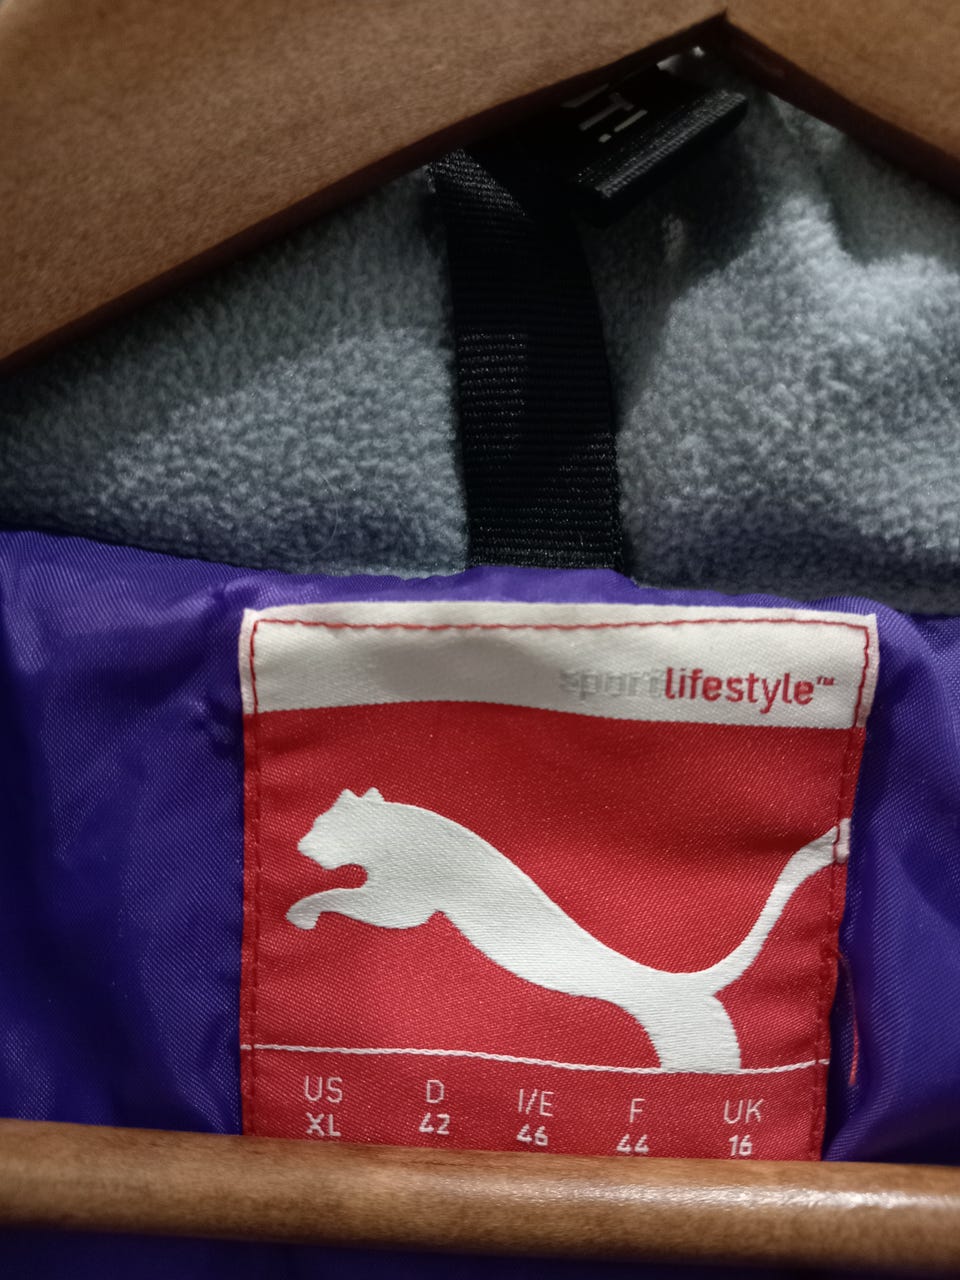 sportlifestyle™
US D I/E F UK
XL 42 46 44 16